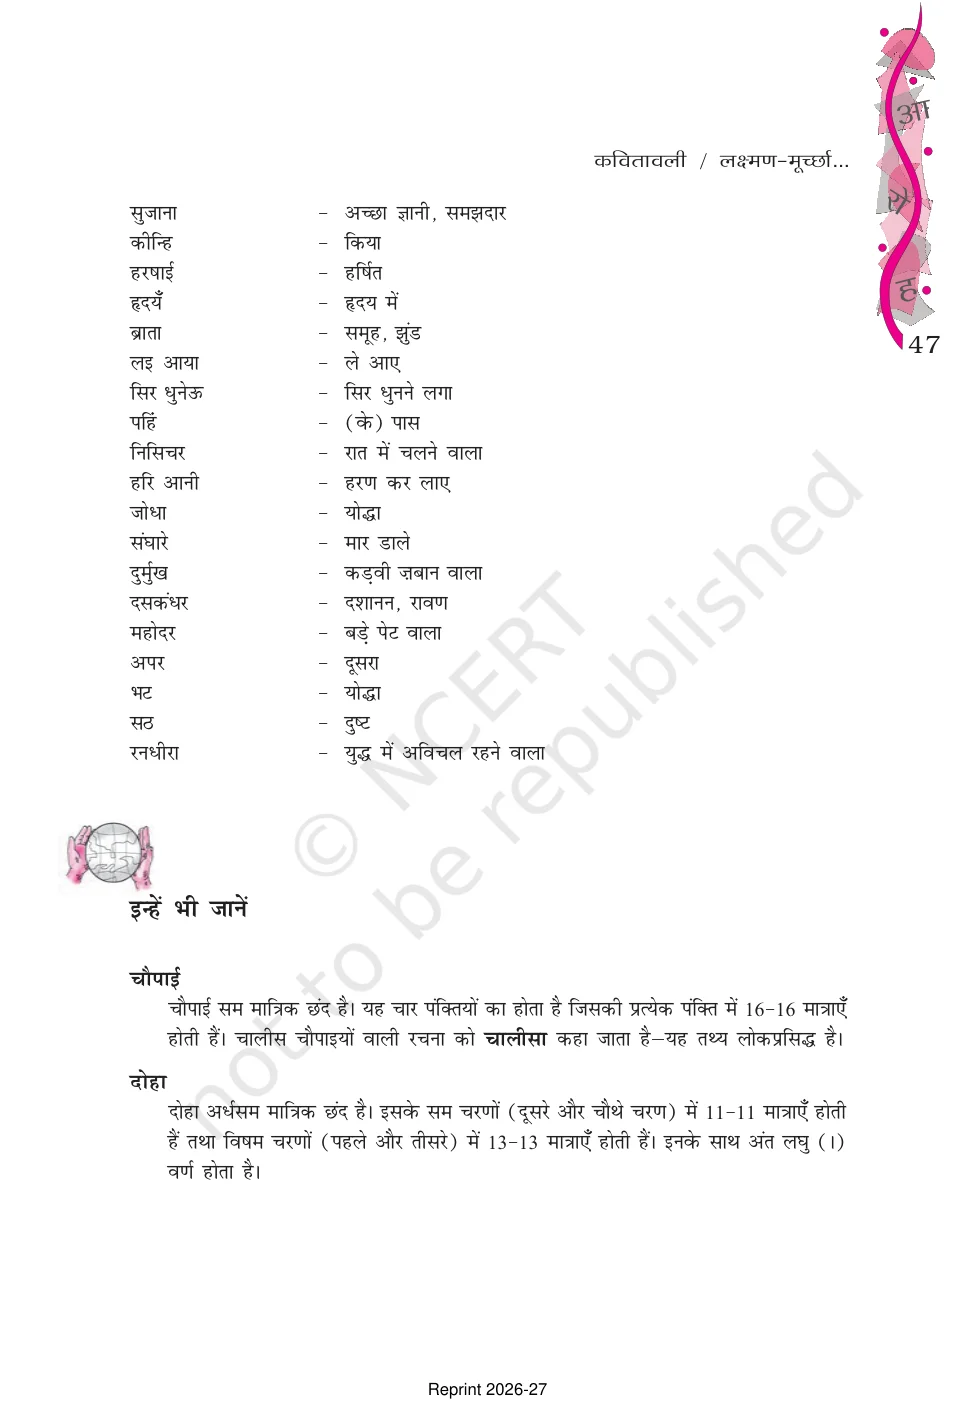 कवितावली / लक्ष्मण-मूर्च्छा...
47
सुजाना - अच्छा ज्ञानी, समझदार
कीन्हि - किया
हरषाई - हर्षित
हृदयँ - हृदय में
ब्राता - समूह, झुंड
लइ आया - ले आए
सिर धुनेऊ - सिर धुनने लगा
पहिं - (के) पास
निसिचर - रात में चलने वाला
हरि आनी - हरण कर लाए
जोधा - योद्धा
संघारे - मार डाले
दुर्मुख - कड़वी ज़बान वाला
दसकंधर - दशानन, रावण
महोदर - बड़े पेट वाला
अपर - दूसरा
भट - योद्धा
सठ - दुष्ट
रनधीरा - युद्ध में अविचल रहने वाला
इन्हें भी जानें
चौपाई
चौपाई सम मात्रिक छंद है। यह चार पंक्तियों का होता है जिसकी प्रत्येक पंक्ति में 16-16 मात्राएँ
होती हैं। चालीस चौपाइयों वाली रचना को चालीसा कहा जाता है–यह तथ्य लोकप्रसिद्ध है।
दोहा
दोहा अर्धसम मात्रिक छंद है। इसके सम चरणों (दूसरे और चौथे चरण) में 11-11 मात्राएँ होती
हैं तथा विषम चरणों (पहले और तीसरे) में 13-13 मात्राएँ होती हैं। इनके साथ अंत लघु (।)
वर्ण होता है।
© NCERT
not to be republished
आ
रो
ह
Reprint 2026-27